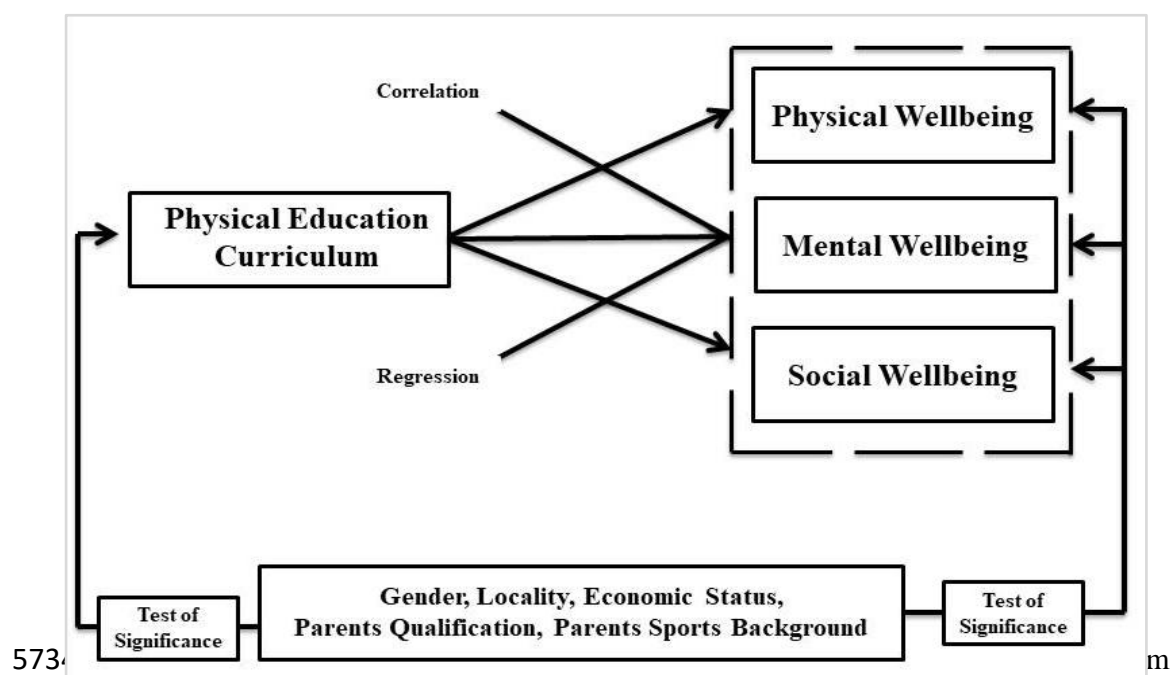 Correlation
Physical Wellbeing
Physical Education
Curriculum
Mental Wellbeing
Regression
Social Wellbeing
Test of
Significance
Gender, Locality, Economic Status,
Parents Qualification, Parents Sports Background
Test of
Significance
573
m